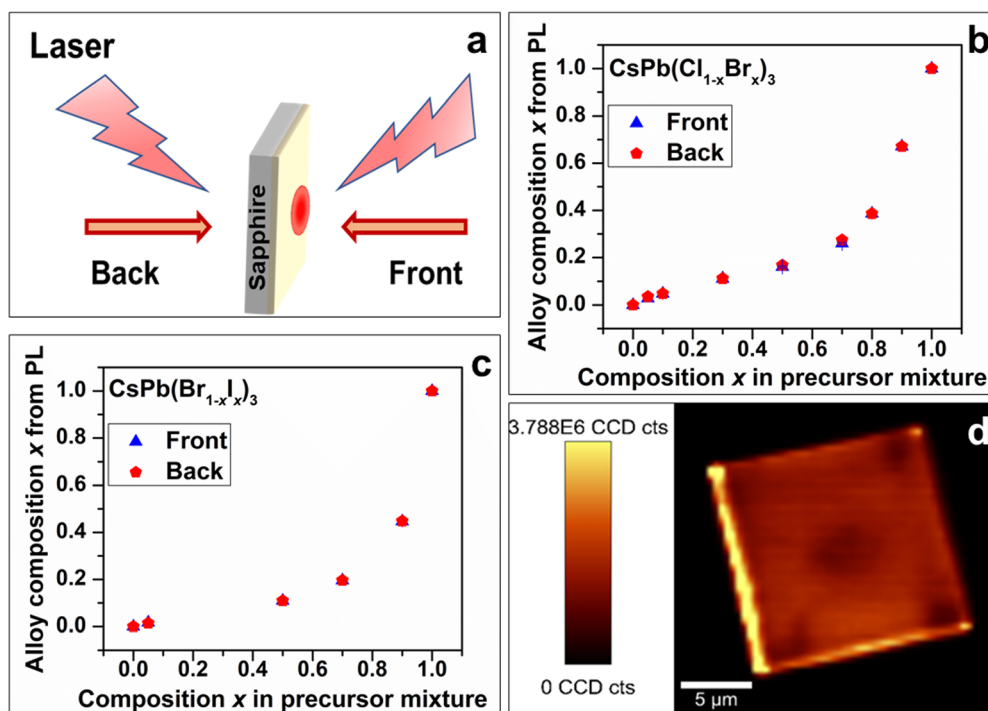 a
Laser
Sapphire
Back
Front
b
CsPb(Cl1-xBrx)3
Front
Back
Alloy composition x from PL
1.0
0.8
0.6
0.4
0.2
0.0
0.0 0.2 0.4 0.6 0.8 1.0
Composition x in precursor mixture
c
CsPb(Br1-xIx)3
Front
Back
Alloy composition x from PL
1.0
0.8
0.6
0.4
0.2
0.0
0.0 0.2 0.4 0.6 0.8 1.0
Composition x in precursor mixture
d
3.788E6 CCD cts
0 CCD cts
5 µm